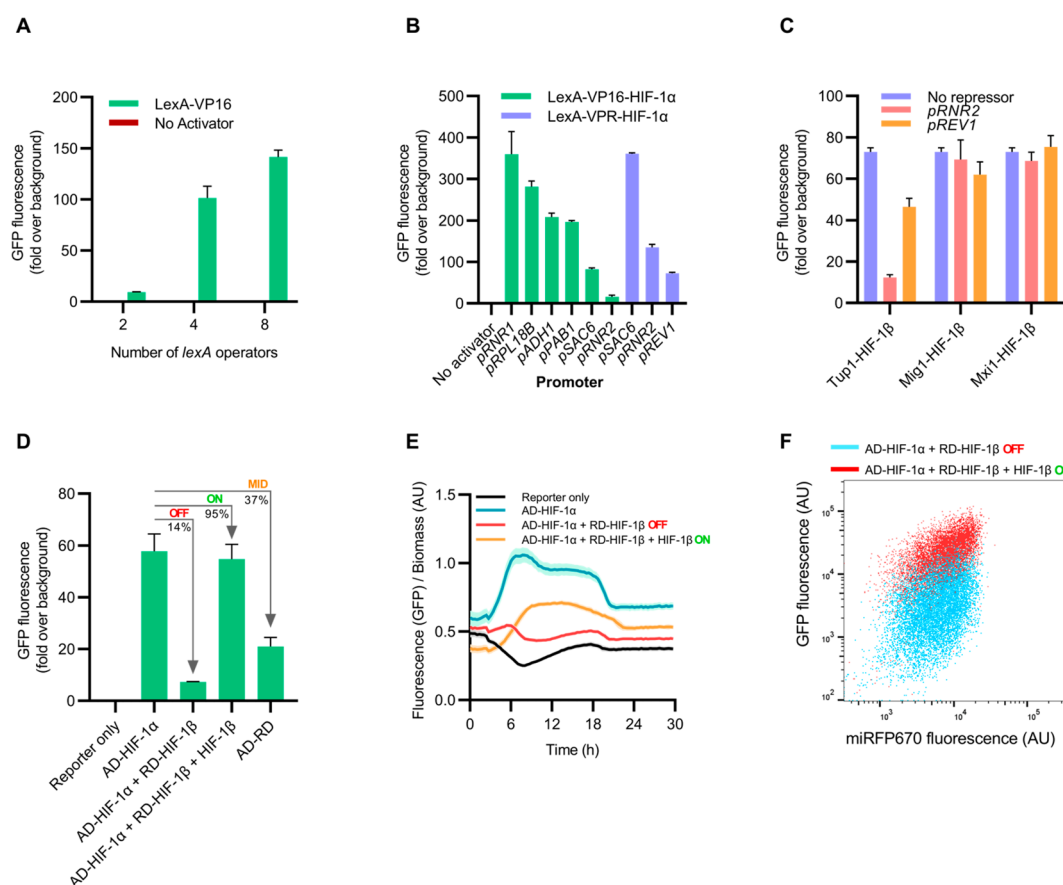 A
GFP fluorescence
(fold over background)
200
150
100
50
0
LexA-VP16
No Activator
2
4
8
Number of lexA operators
B
GFP fluorescence
(fold over background)
500
400
300
200
100
0
LexA-VP16-HIF-1α
LexA-VPR-HIF-1α
No activator
pRNR1
pRPL18B
pADH1
pPAB1
pSAC6
pRNR2
pSAC6
pRNR2
pREV1
Promoter
C
GFP fluorescence
(fold over background)
100
80
60
40
20
0
No repressor
pRNR2
pREV1
Tup1-HIF-1β
Mig1-HIF-1β
Mxi1-HIF-1β
D
GFP fluorescence
(fold over background)
80
60
40
20
0
MID
37%
ON
95%
OFF
14%
Reporter only
AD-HIF-1α
AD-HIF-1α + RD-HIF-1β
AD-HIF-1α + RD-HIF-1β + HIF-1β
AD-RD
E
Fluorescence (GFP) / Biomass (AU)
1.5
1.0
0.5
0.0
Reporter only
AD-HIF-1α
AD-HIF-1α + RD-HIF-1β OFF
AD-HIF-1α + RD-HIF-1β + HIF-1β ON
0
6
12
18
24
30
Time (h)
F
AD-HIF-1α + RD-HIF-1β OFF
AD-HIF-1α + RD-HIF-1β + HIF-1β
GFP fluorescence (AU)
10⁵
10⁴
10³
10²
10³
10⁴
10⁵
miRFP670 fluorescence (AU)